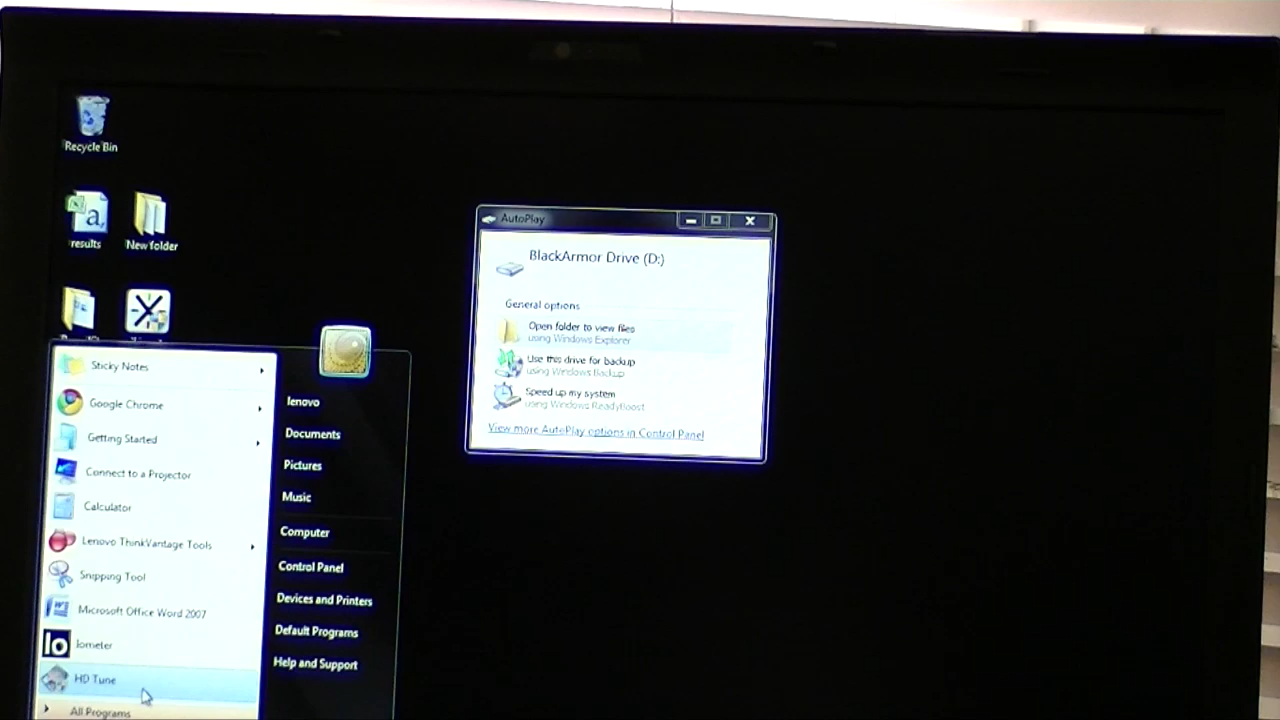 Recycle Bin
results
New folder
AutoPlay
BlackArmor Drive (D:)
General options
Open folder to view files
using Windows Explorer
Use this drive for backup
using Windows Backup
Speed up my system
using Windows ReadyBoost
View more AutoPlay options in Control Panel
Sticky Notes
Google Chrome
Getting Started
Connect to a Projector
Calculator
Lenovo ThinkVantage Tools
Snipping Tool
Microsoft Office Word 2007
Io
Iometer
HD Tune
All Programs
lenovo
Documents
Pictures
Music
Computer
Control Panel
Devices and Printers
Default Programs
Help and Support